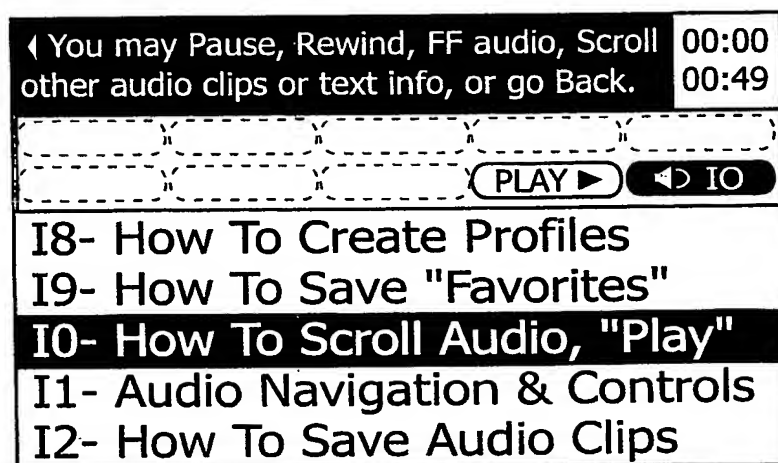 You may Pause, Rewind, FF audio, Scroll
other audio clips or text info, or go Back.
00:00
00:49
PLAY
IO
I8- How To Create Profiles
I9- How To Save "Favorites"
I0- How To Scroll Audio, "Play"
I1- Audio Navigation & Controls
I2- How To Save Audio Clips